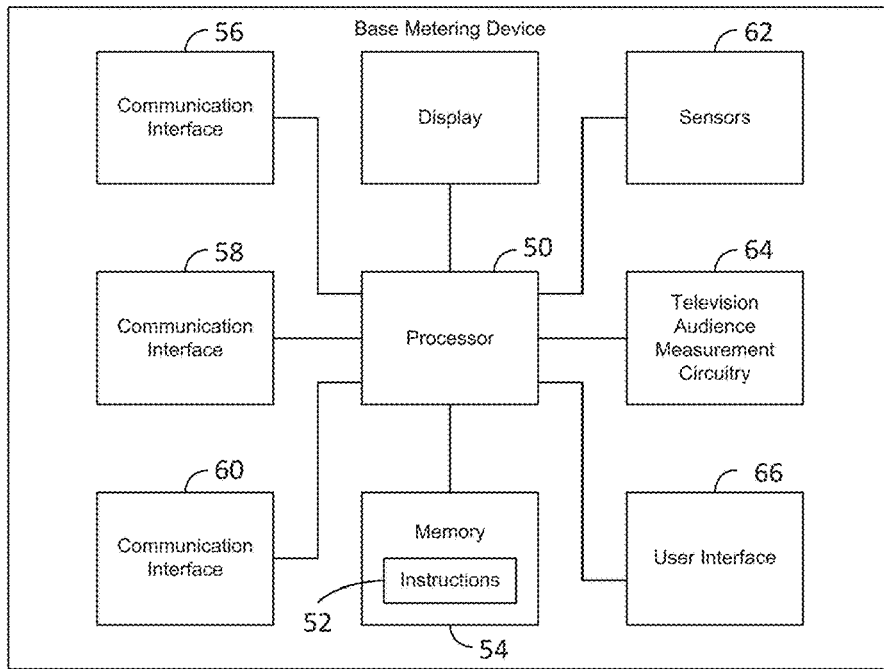 Base Metering Device
56
62
Communication
Interface
Display
Sensors
58
50
64
Communication
Interface
Processor
Television
Audience
Measurement
Circuitry
60
66
Communication
Interface
Memory
Instructions
User Interface
52
54